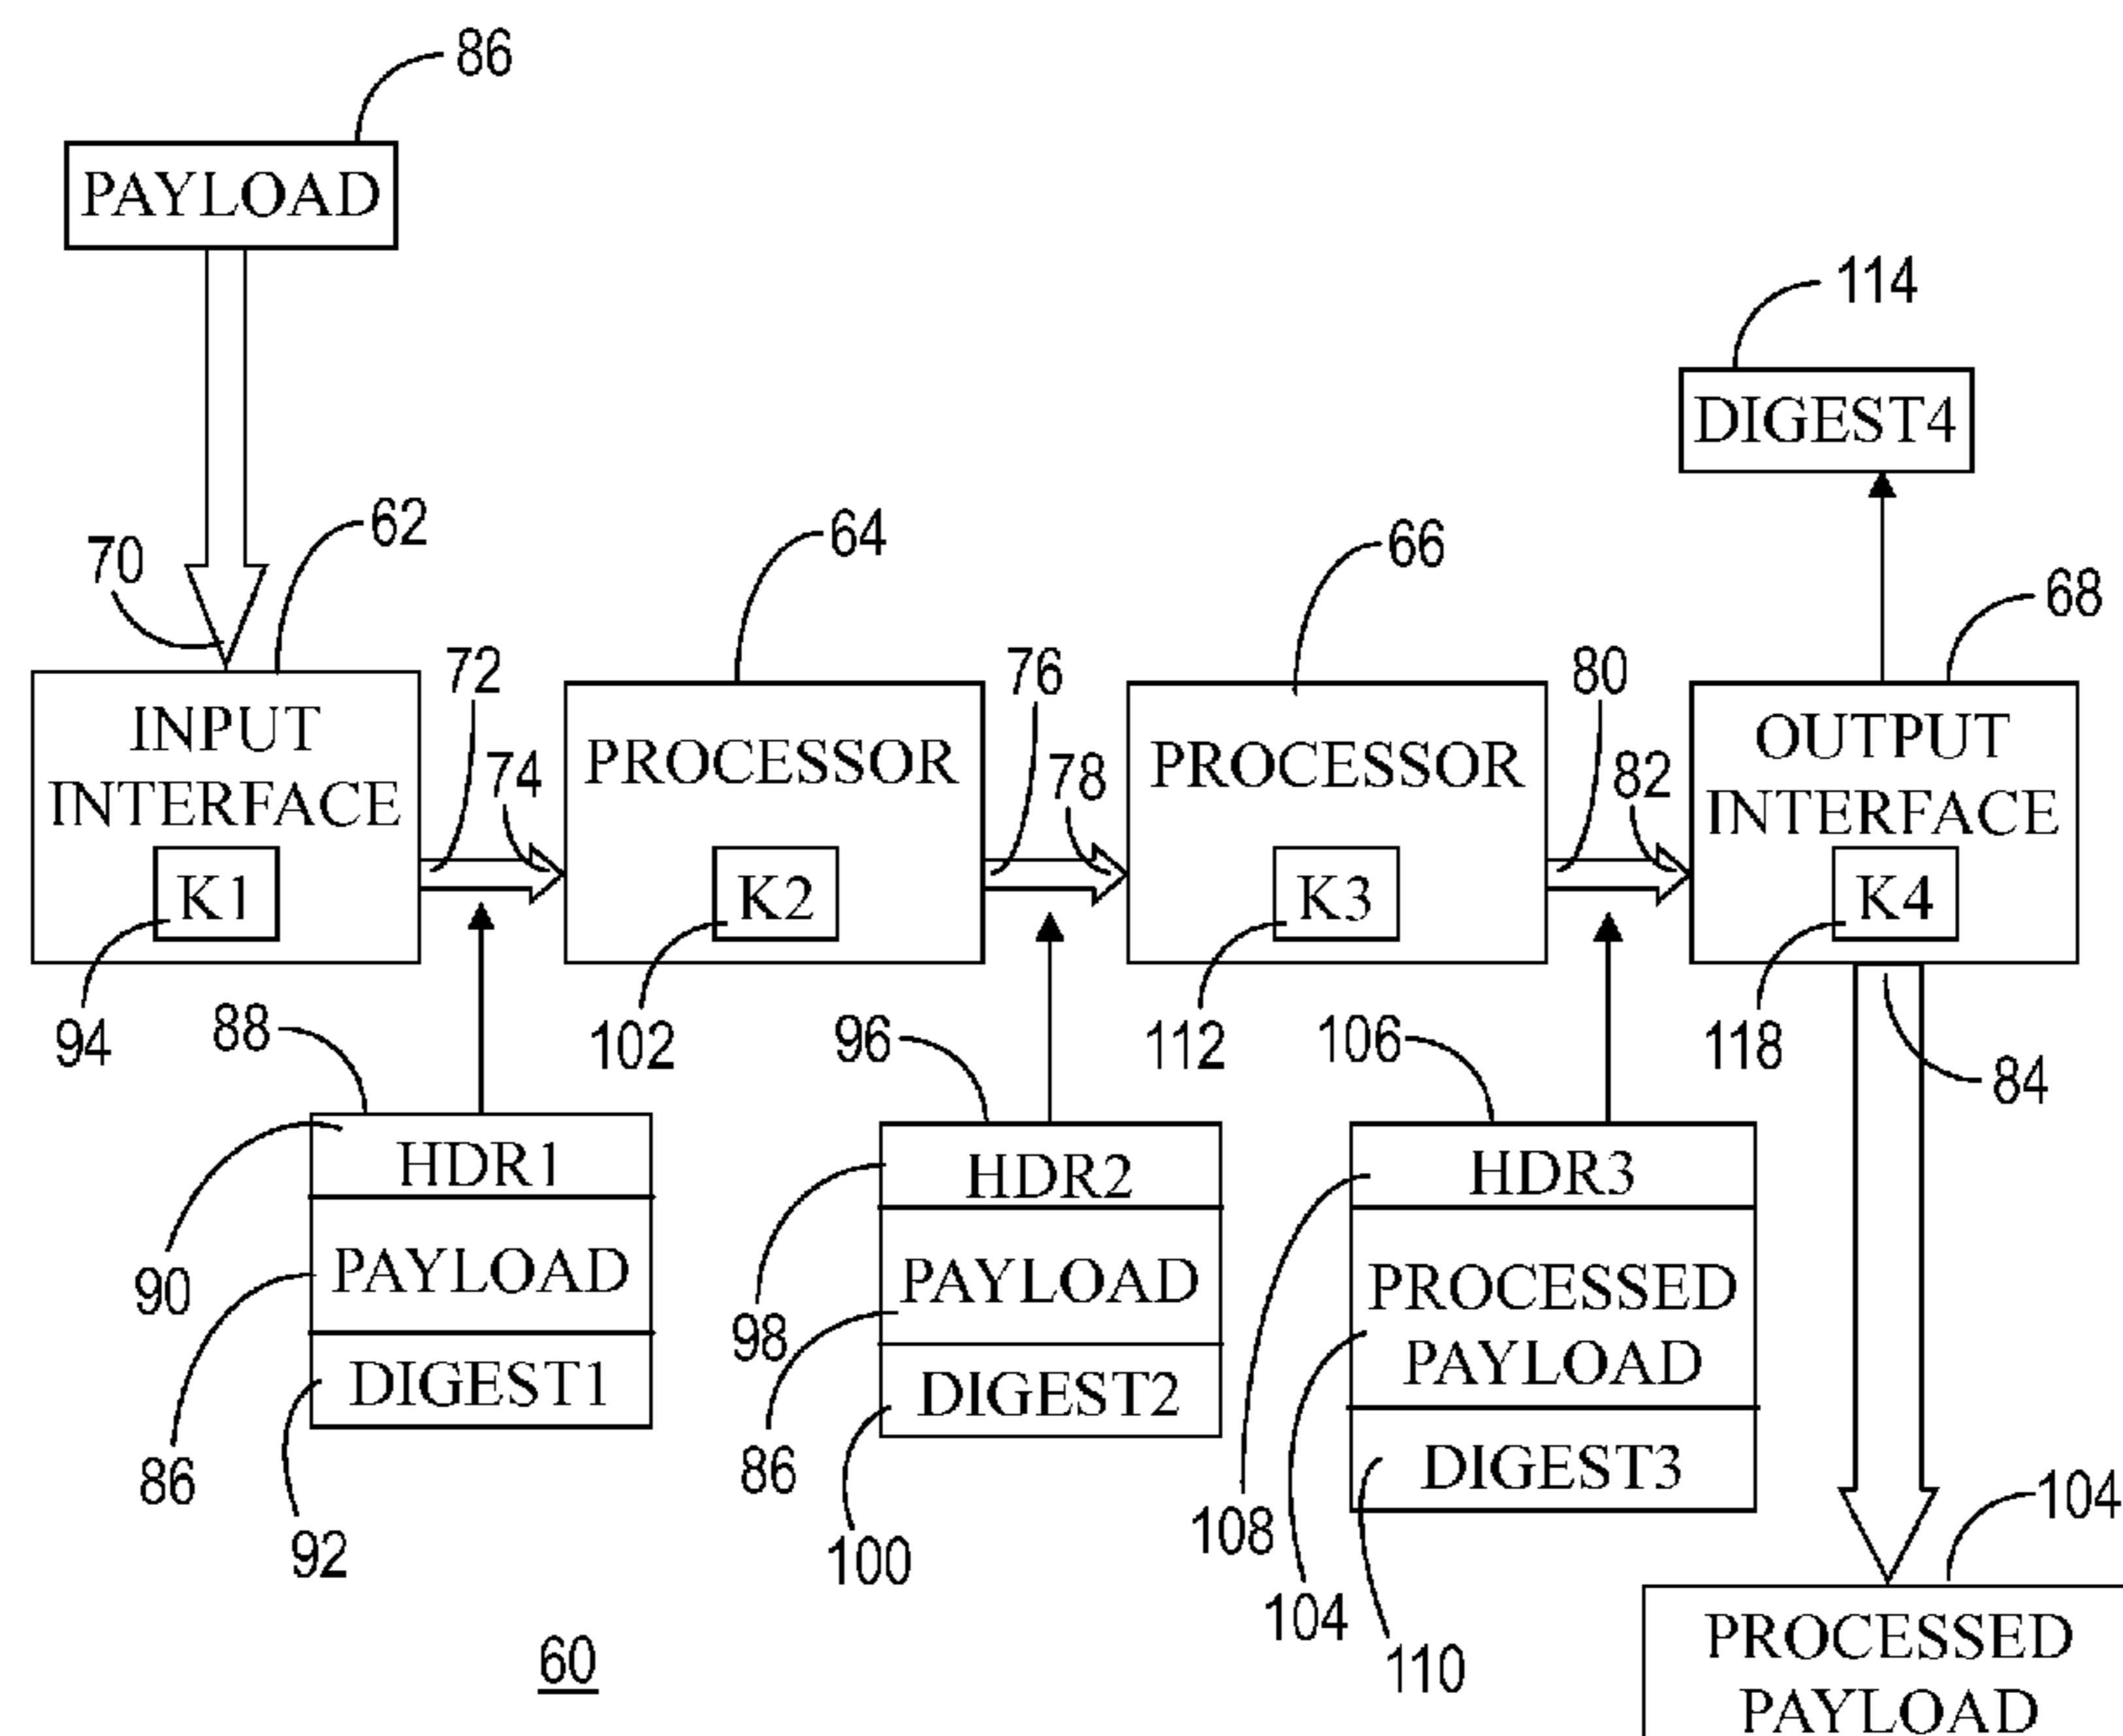 86
PAYLOAD
114
DIGEST4
70
62
64
66
68
72
74
76
78
80
82
INPUT
INTERFACE
K1
PROCESSOR
K2
PROCESSOR
K3
OUTPUT
INTERFACE
K4
94
102
112
118
84
88
96
106
HDR1
PAYLOAD
DIGEST1
90
86
92
HDR2
PAYLOAD
DIGEST2
98
86
100
HDR3
PROCESSED
PAYLOAD
DIGEST3
108
104
110
104
PROCESSED
PAYLOAD
60